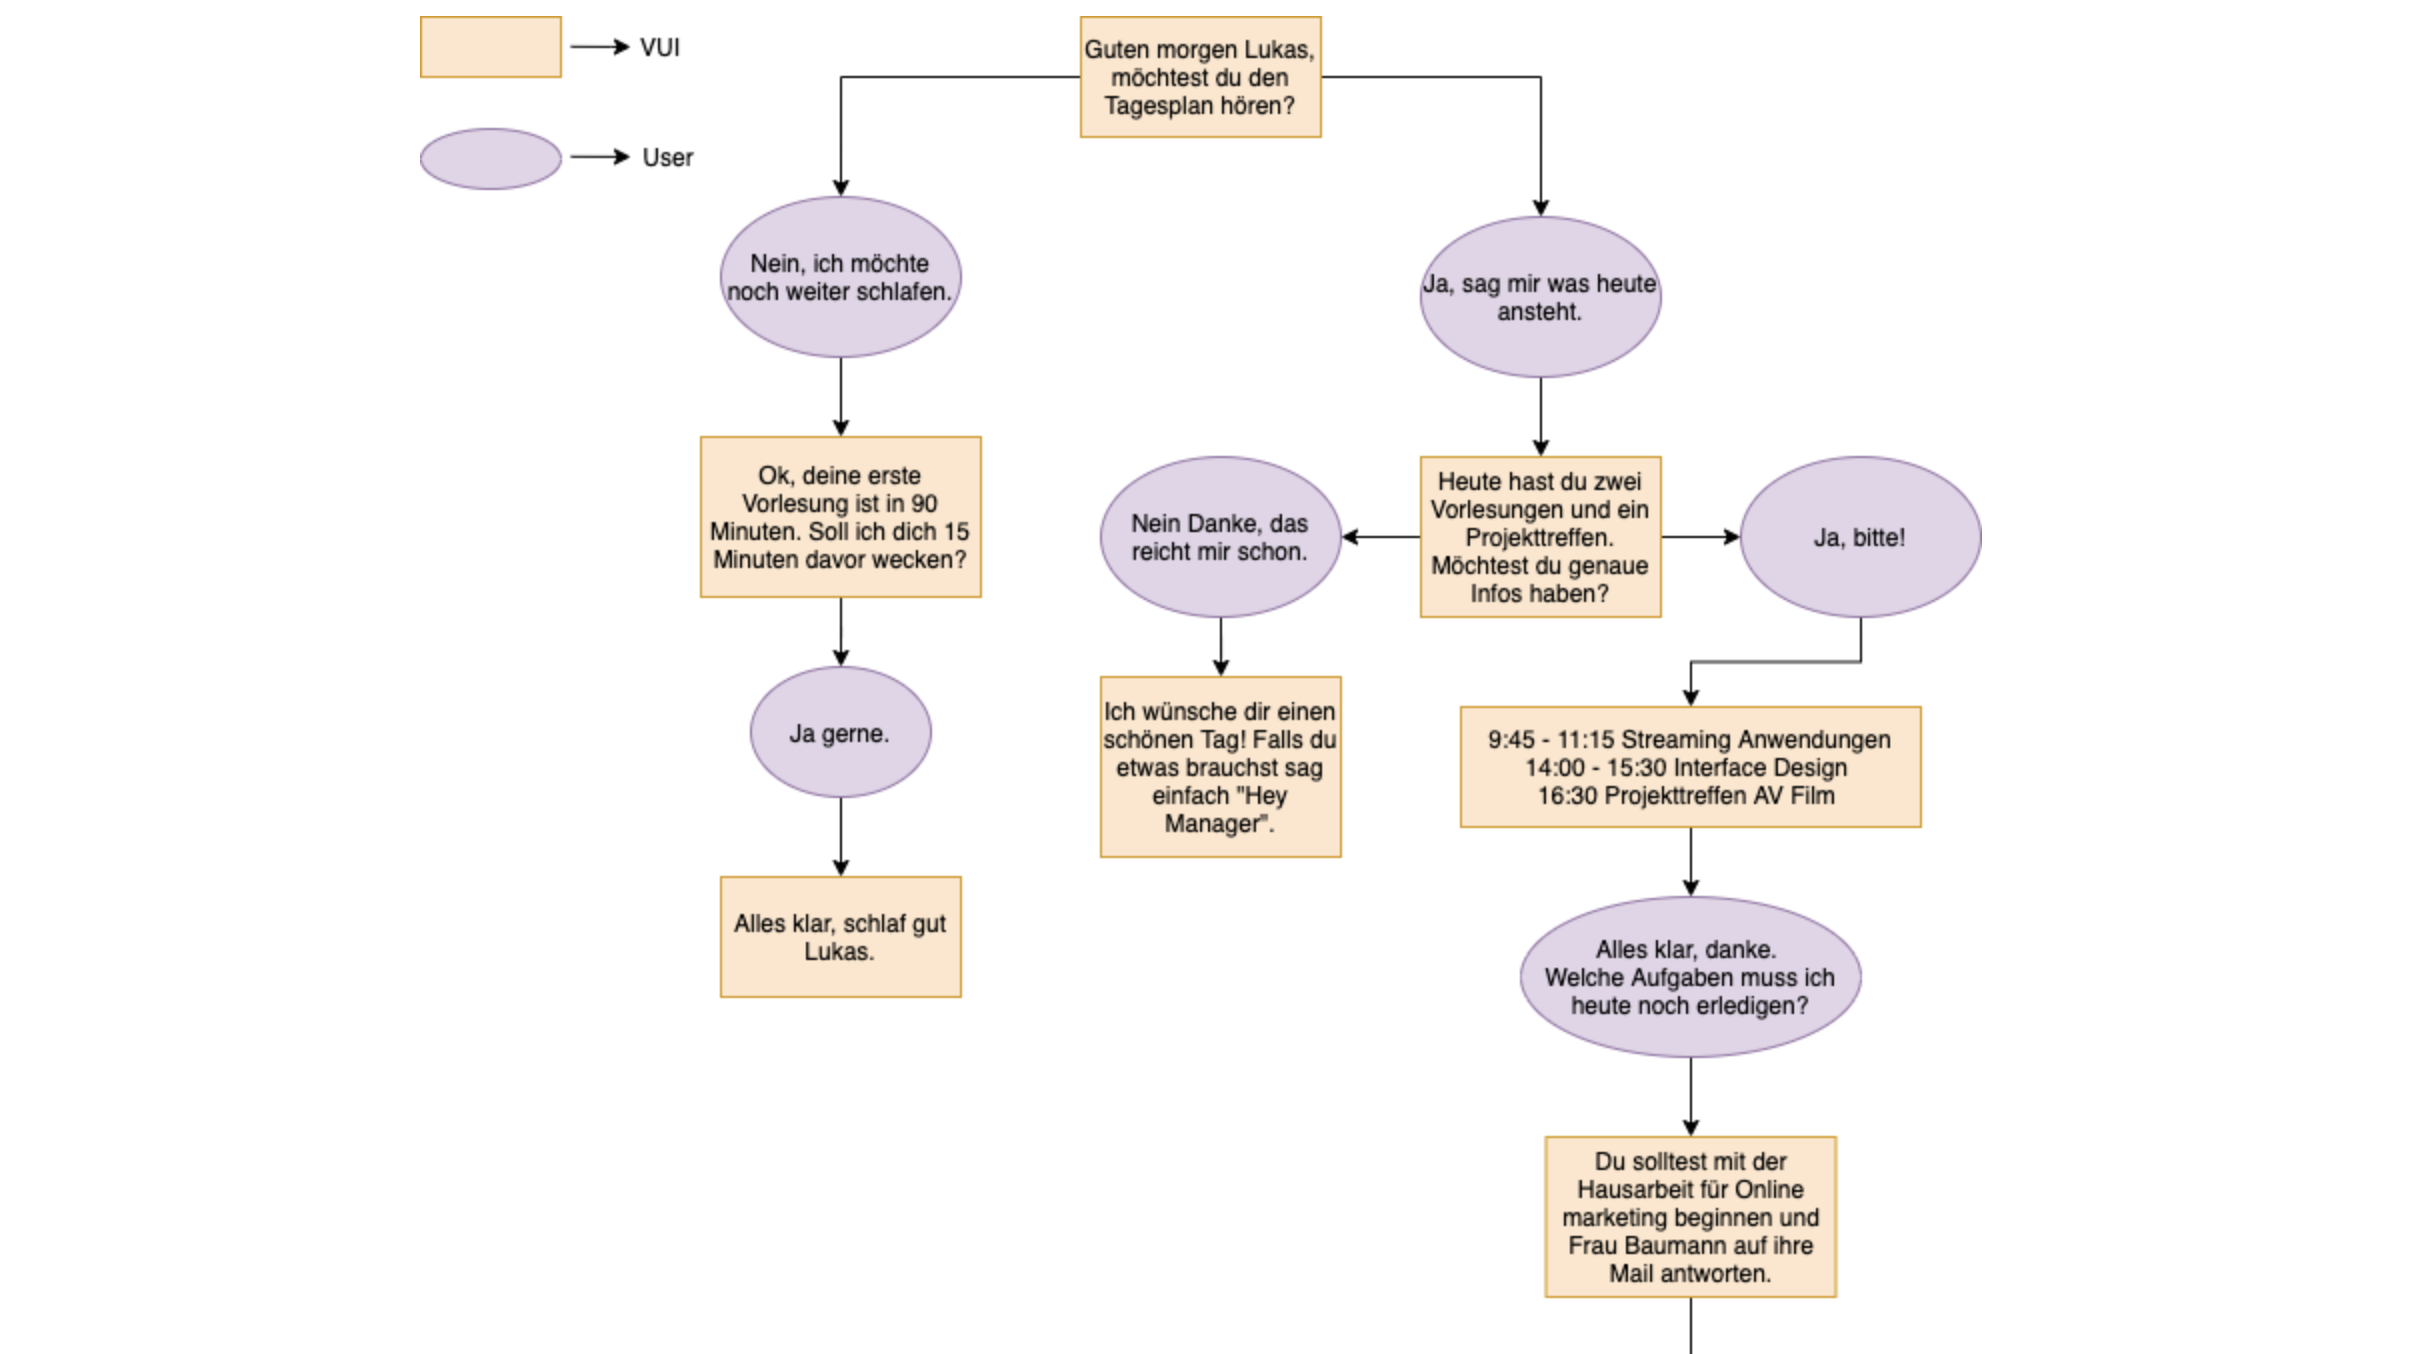 VUI
User
Guten morgen Lukas,
möchtest du den
Tagesplan hören?
Nein, ich möchte
noch weiter schlafen.
Ok, deine erste
Vorlesung ist in 90
Minuten. Soll ich dich 15
Minuten davor wecken?
Ja gerne.
Alles klar, schlaf gut
Lukas.
Ja, sag mir was heute
ansteht.
Heute hast du zwei
Vorlesungen und ein
Projekttreffen.
Möchtest du genaue
Infos haben?
Nein Danke, das
reicht mir schon.
Ich wünsche dir einen
schönen Tag! Falls du
etwas brauchst sag
einfach "Hey
Manager".
Ja, bitte!
9:45 - 11:15 Streaming Anwendungen
14:00 - 15:30 Interface Design
16:30 Projekttreffen AV Film
Alles klar, danke.
Welche Aufgaben muss ich
heute noch erledigen?
Du solltest mit der
Hausarbeit für Online
marketing beginnen und
Frau Baumann auf ihre
Mail antworten.